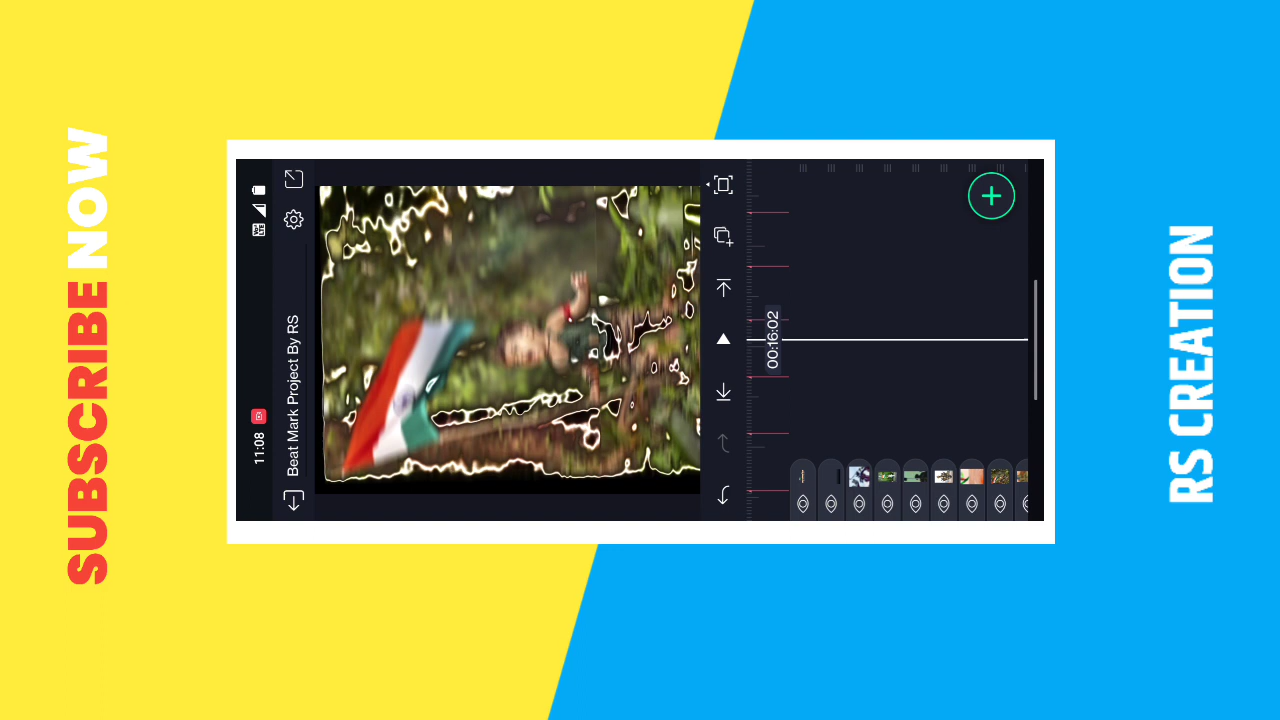 SUBSCRIBE NOW
11:08
Beat Mark Project By RS
00:16:02
RS CREATION